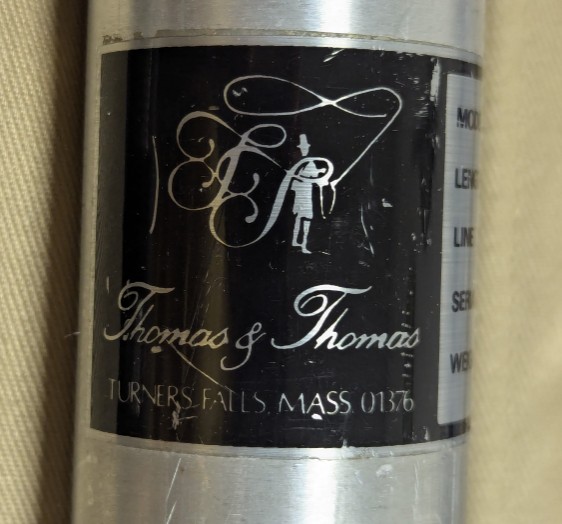 Thomas & Thomas
TURNERS FALLS, MASS. 01376
LINE